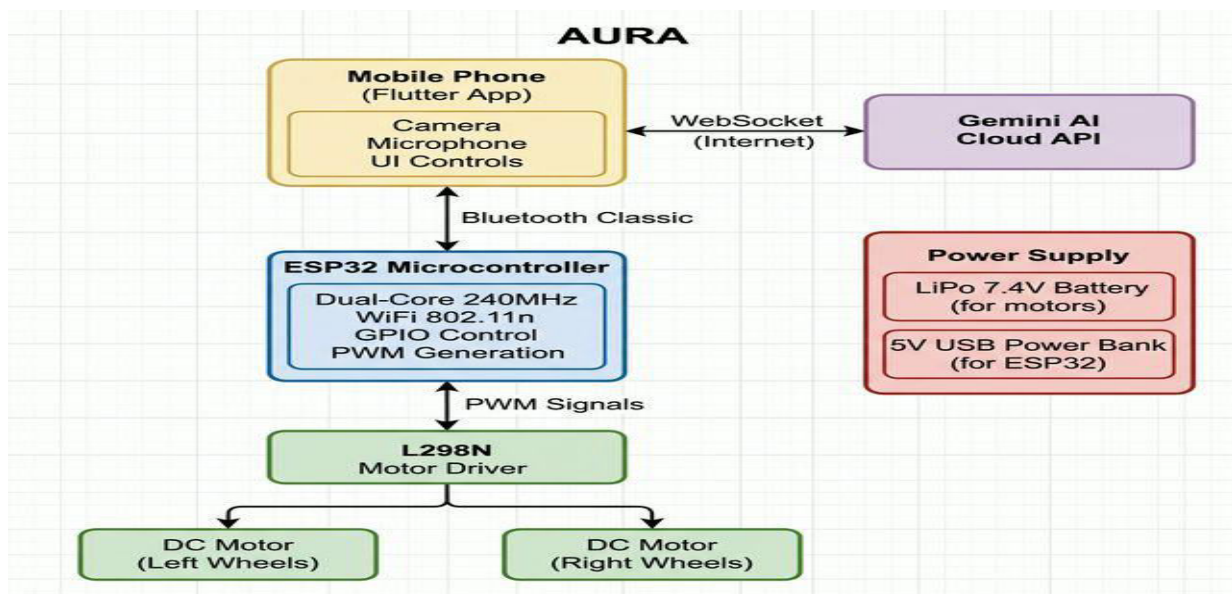 AURA
Mobile Phone
(Flutter App)
Camera
Microphone
UI Controls
WebSocket
(Internet)
Gemini AI
Cloud API
Bluetooth Classic
ESP32 Microcontroller
Dual-Core 240MHz
WiFi 802.11n
GPIO Control
PWM Generation
Power Supply
LiPo 7.4V Battery
(for motors)
5V USB Power Bank
(for ESP32)
PWM Signals
L298N
Motor Driver
DC Motor
(Left Wheels)
DC Motor
(Right Wheels)